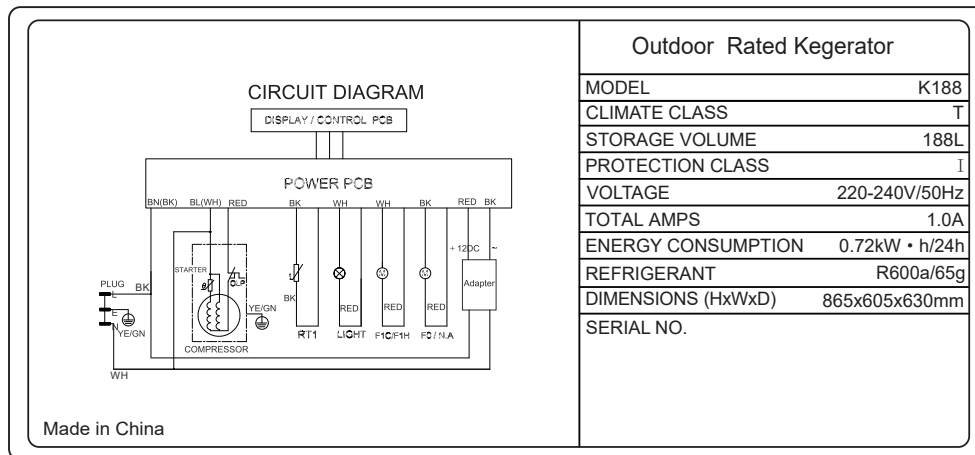 CIRCUIT DIAGRAM
DISPLAY / CONTROL PCB
POWER PCB
BN(BK) BL(WH) RED BK WH WH BK RED BK
+ 12DC ~
STARTER
OLP
Adapter
PLUG
L
BK
E
N
YE/GN
YE/GN
BK RED RED RED
RT1 LIGHT F1C/F1H F0 / N.A
COMPRESSOR
WH
Made in China
Outdoor Rated Kegerator
MODEL K188
CLIMATE CLASS T
STORAGE VOLUME 188L
PROTECTION CLASS I
VOLTAGE 220-240V/50Hz
TOTAL AMPS 1.0A
ENERGY CONSUMPTION 0.72kW • h/24h
REFRIGERANT R600a/65g
DIMENSIONS (HxWxD) 865x605x630mm
SERIAL NO.